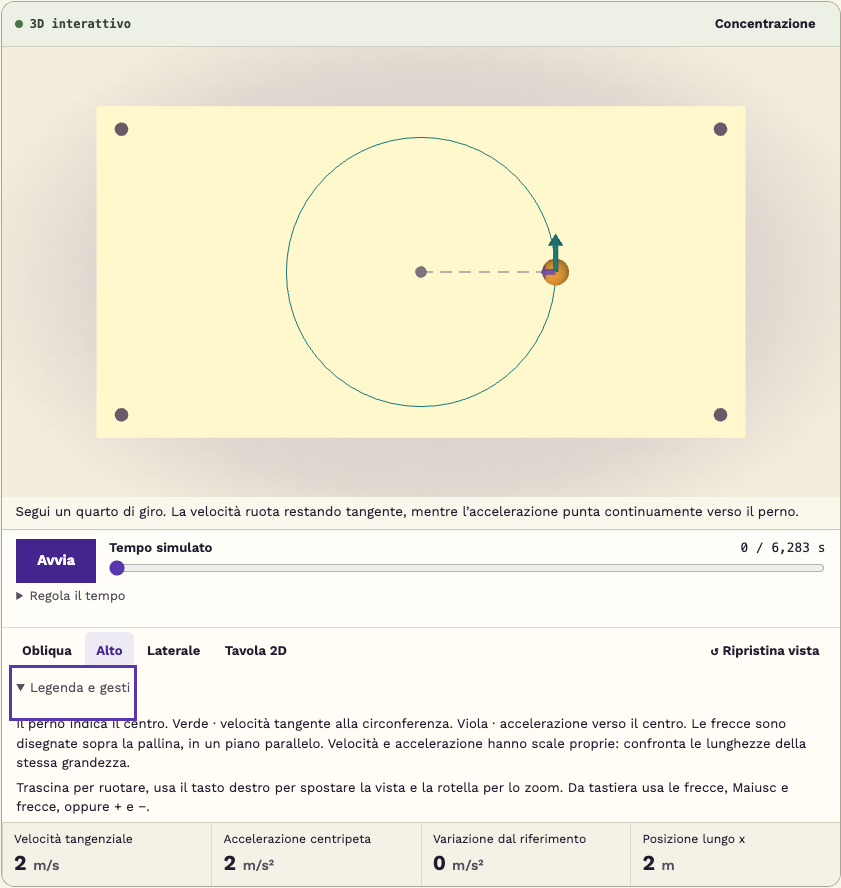 3D interattivo
Concentrazione
Segui un quarto di giro. La velocità ruota restando tangente, mentre l’accelerazione punta continuamente verso il perno.
Avvia
Tempo simulato
0 / 6,283 s
▶ Regola il tempo
Obliqua
Alto
Laterale
Tavola 2D
↺ Ripristina vista
▼ Legenda e gesti
Il perno indica il centro. Verde · velocità tangente alla circonferenza. Viola · accelerazione verso il centro. Le frecce sono
disegnate sopra la pallina, in un piano parallelo. Velocità e accelerazione hanno scale proprie: confronta le lunghezze della
stessa grandezza.
Trascina per ruotare, usa il tasto destro per spostare la vista e la rotella per lo zoom. Da tastiera usa le frecce, Maiusc e
frecce, oppure + e −.
Velocità tangenziale
2 m/s
Accelerazione centripeta
2 m/s²
Variazione dal riferimento
0 m/s²
Posizione lungo x
2 m